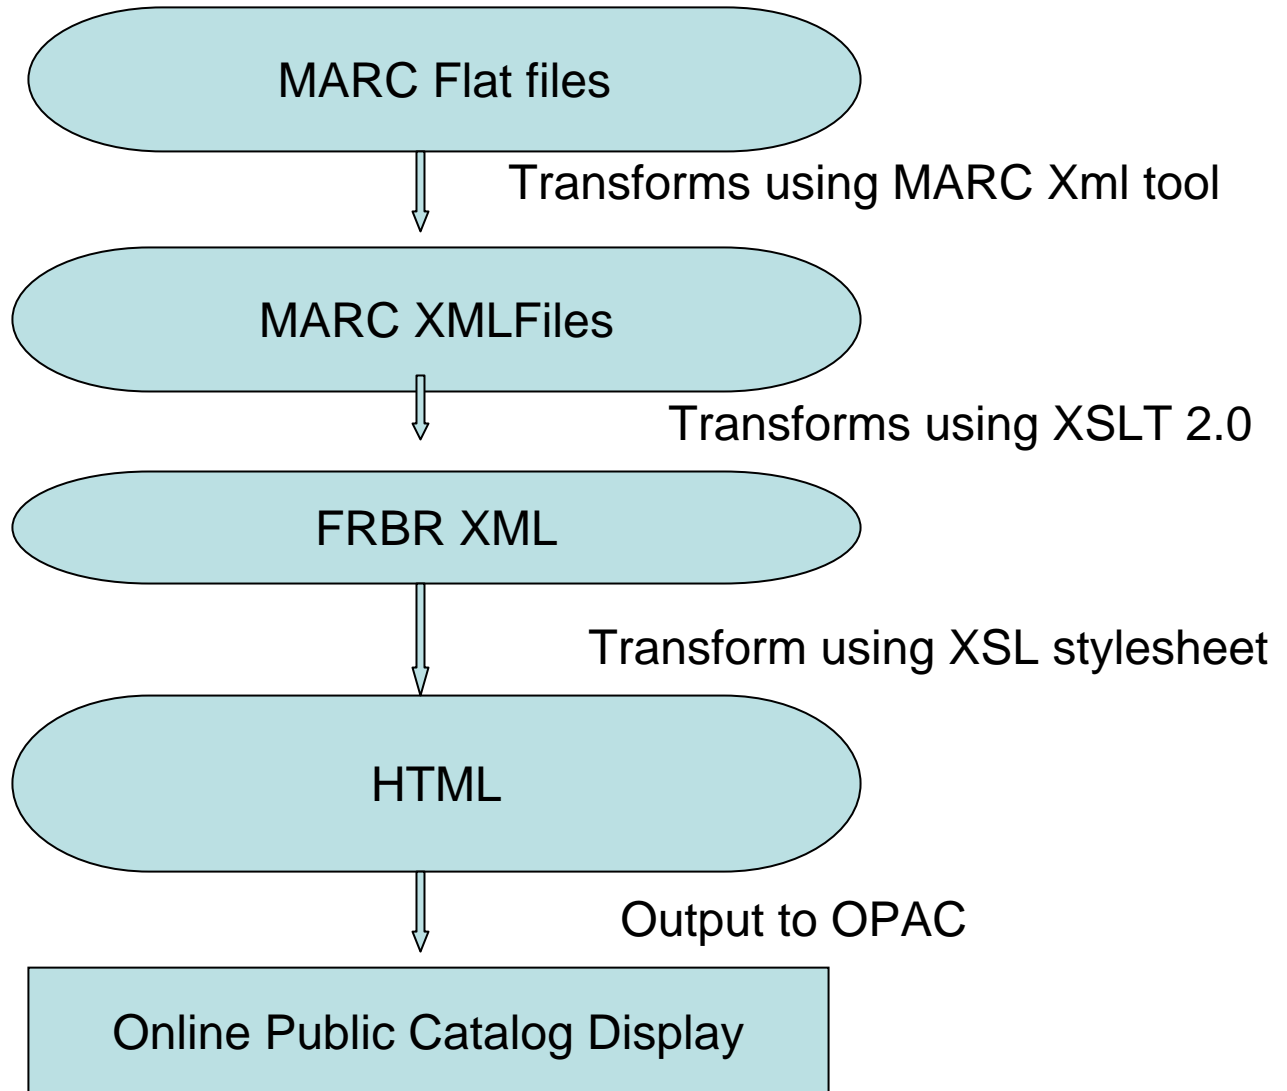 MARC Flat files
Transforms using MARC Xml tool
MARC XMLFiles
Transforms using XSLT 2.0
FRBR XML
Transform using XSL stylesheet
HTML
Output to OPAC
Online Public Catalog Display